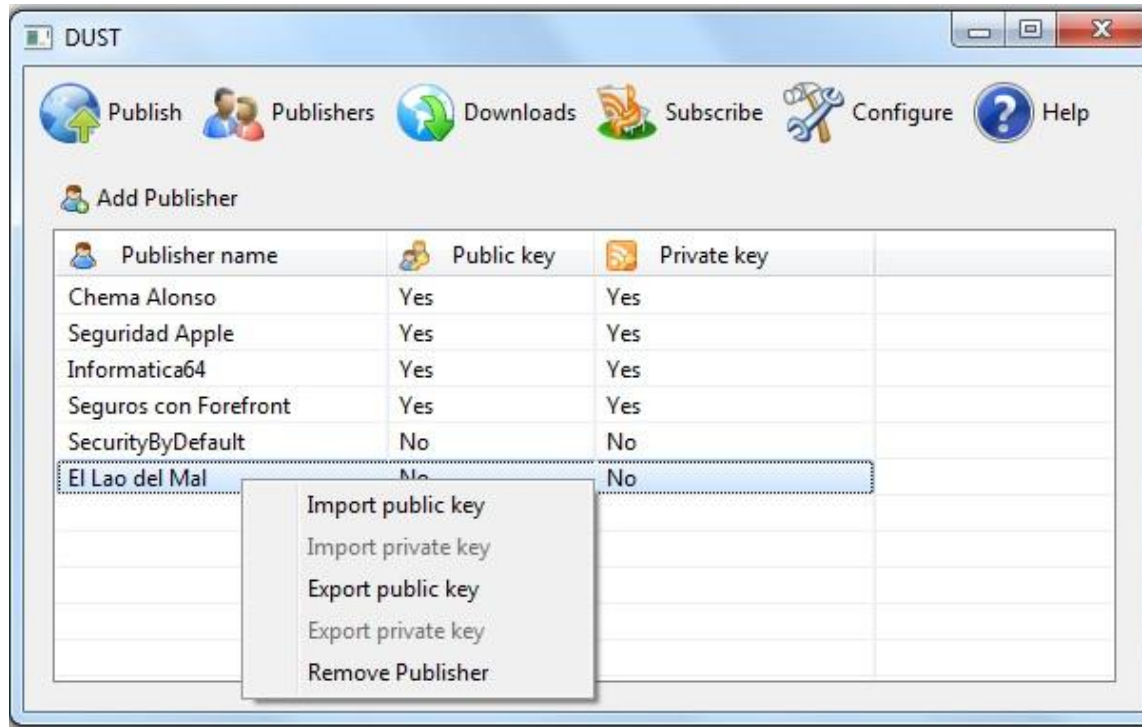 DUST
Publish Publishers Downloads Subscribe Configure Help
Add Publisher
Publisher name Public key Private key
Chema Alonso Yes Yes
Seguridad Apple Yes Yes
Informatica64 Yes Yes
Seguros con Forefront Yes Yes
SecurityByDefault No No
El Lao del Mal No No
Import public key
Import private key
Export public key
Export private key
Remove Publisher